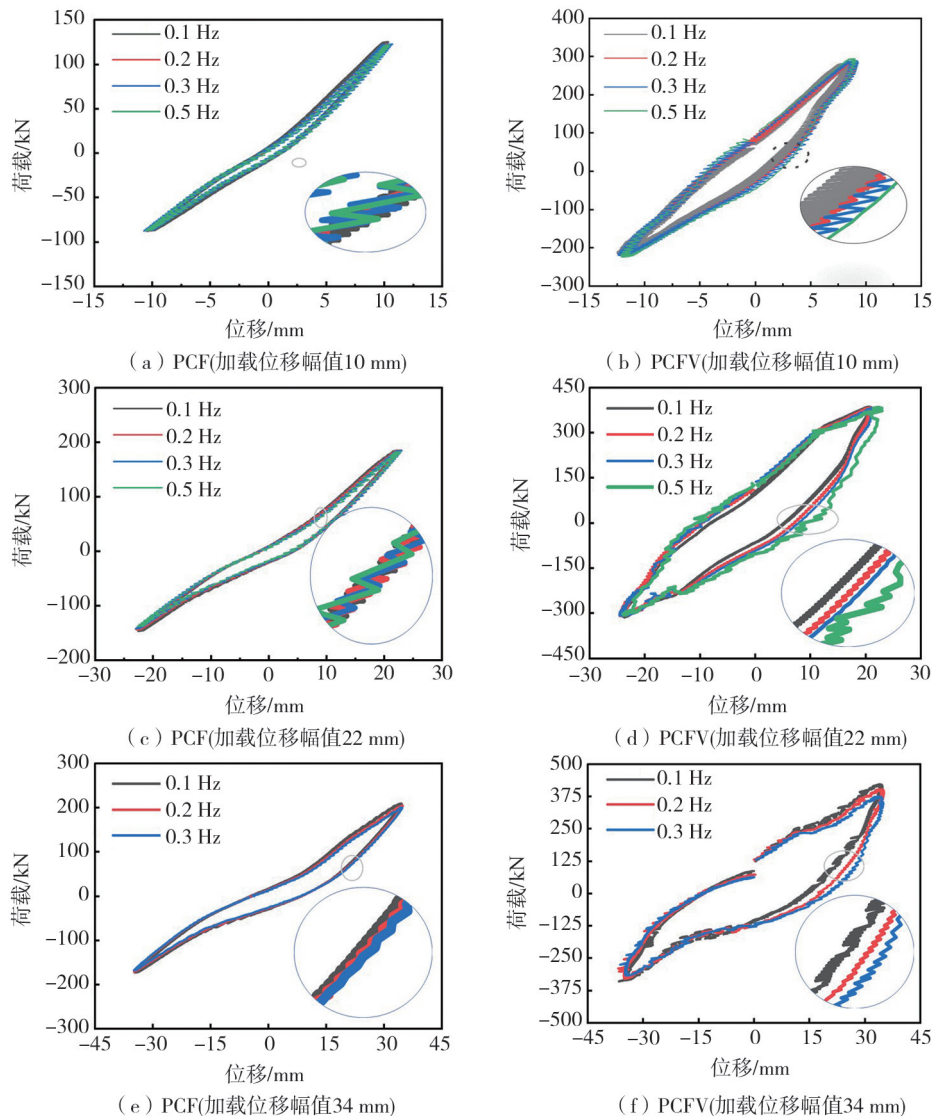 150
100
50
0
-50
-100
150
-15
-10
-5
0
5
10
15
荷载/kN
位移/mm
0.1 Hz
0.2 Hz
0.3 Hz
0.5 Hz
(a) PCF(加载位移幅值10 mm)
400
300
200
100
0
-100
-200
-300
-15
-10
-5
0
5
10
15
荷载/kN
位移/mm
0.1 Hz
0.2 Hz
0.3 Hz
0.5 Hz
(b) PCFV(加载位移幅值10 mm)
300
200
100
0
-100
-200
-30
-20
-10
0
10
20
30
荷载/kN
位移/mm
0.1 Hz
0.2 Hz
0.3 Hz
0.5 Hz
(c) PCF(加载位移幅值22 mm)
450
300
150
0
-150
-300
-450
-30
-20
-10
0
10
20
30
荷载/kN
位移/mm
0.1 Hz
0.2 Hz
0.3 Hz
0.5 Hz
(d) PCFV(加载位移幅值22 mm)
300
200
100
0
-100
-200
-300
-45
-30
-15
0
15
30
45
荷载/kN
位移/mm
0.1 Hz
0.2 Hz
0.3 Hz
(e) PCF(加载位移幅值34 mm)
500
375
250
125
0
-125
-250
-375
-500
-45
-30
-15
0
15
30
45
荷载/kN
位移/mm
0.1 Hz
0.2 Hz
0.3 Hz
(f) PCFV(加载位移幅值34 mm)